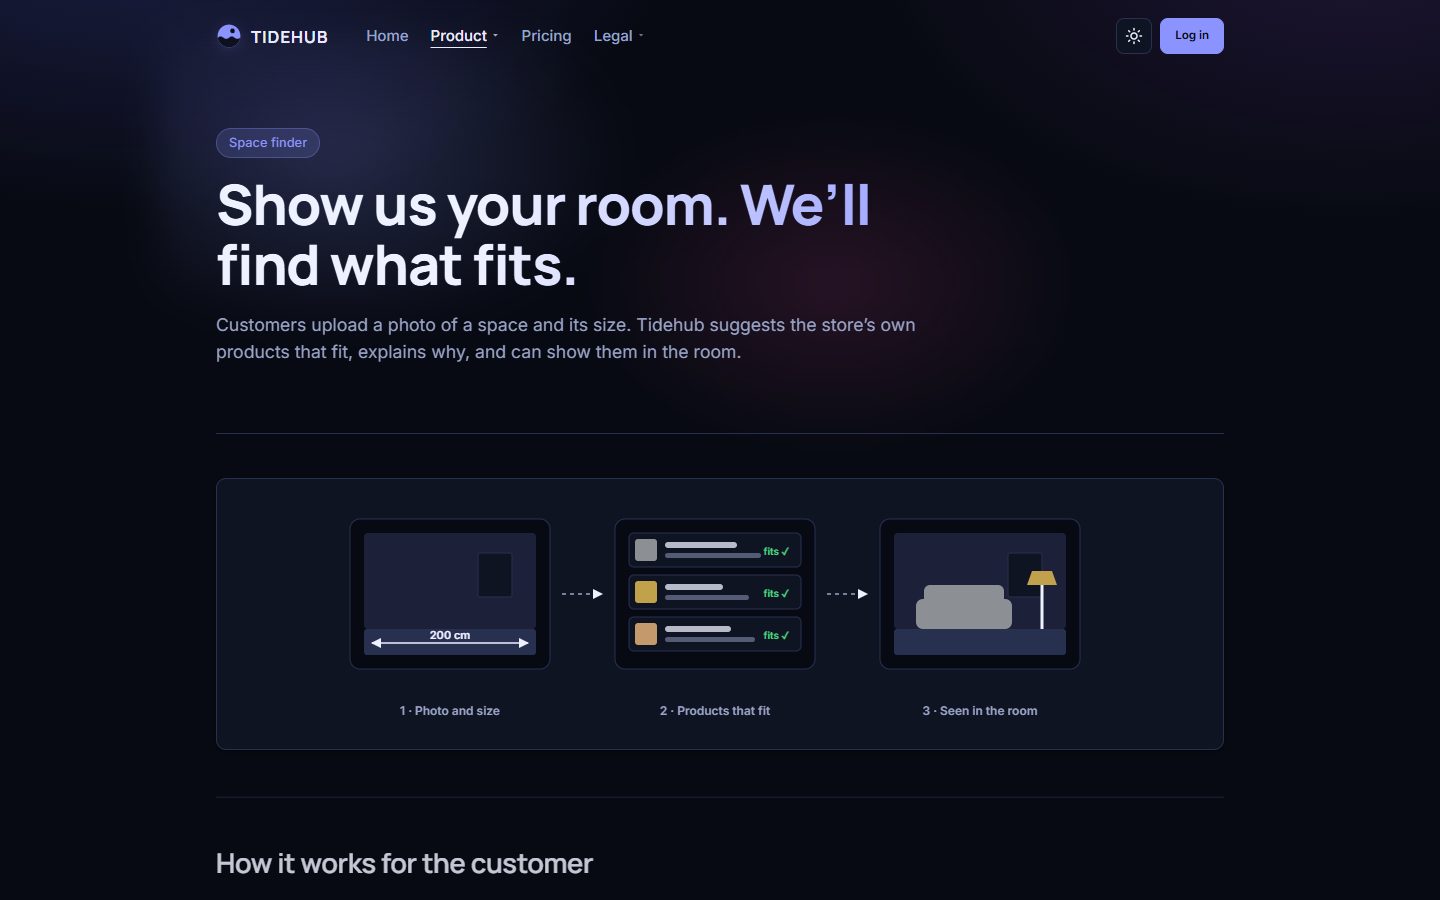 TIDEHUB
Home
Product
Pricing
Legal
Log in
Space finder
Show us your room. We’ll
find what fits.
Customers upload a photo of a space and its size. Tidehub suggests the store’s own
products that fit, explains why, and can show them in the room.
200 cm
fits ✓
fits ✓
fits ✓
1 · Photo and size
2 · Products that fit
3 · Seen in the room
How it works for the customer